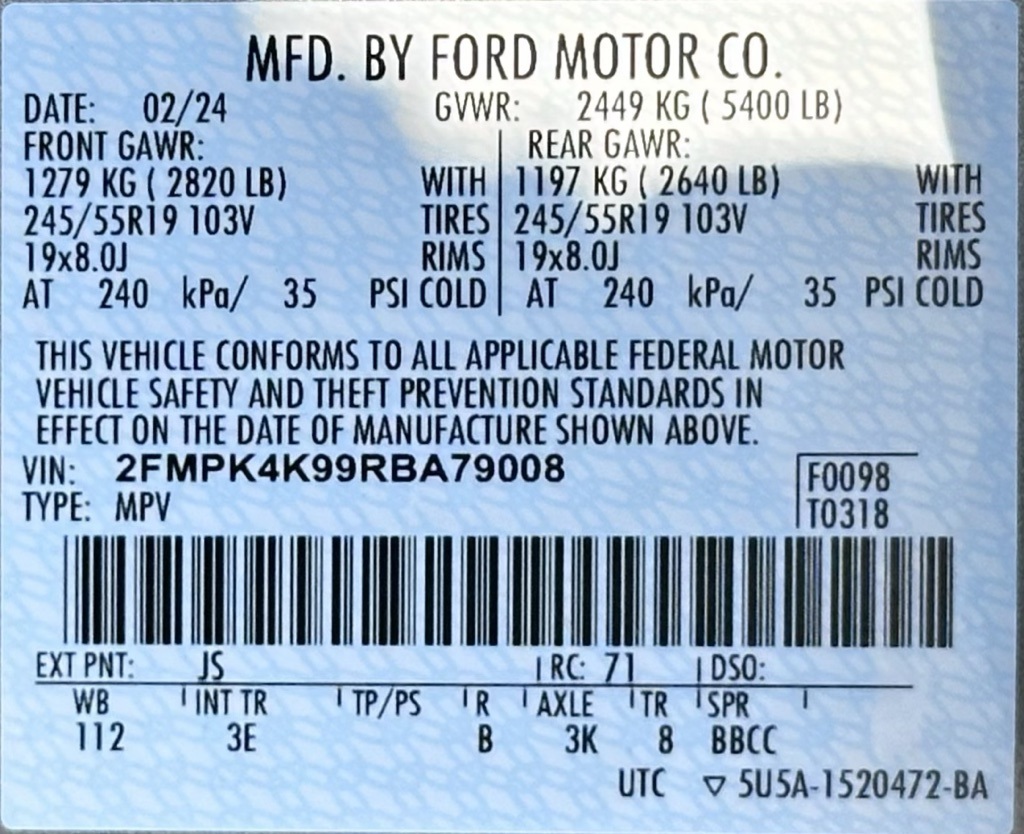 MFD. BY FORD MOTOR CO.
DATE: 02/24 GVWR: 2449 KG ( 5400 LB)
FRONT GAWR: REAR GAWR:
1279 KG ( 2820 LB) WITH 1197 KG ( 2640 LB) WITH
245/55R19 103V TIRES 245/55R19 103V TIRES
19x8.0J RIMS 19x8.0J RIMS
AT 240 kPa/ 35 PSI COLD AT 240 kPa/ 35 PSI COLD
THIS VEHICLE CONFORMS TO ALL APPLICABLE FEDERAL MOTOR
VEHICLE SAFETY AND THEFT PREVENTION STANDARDS IN
EFFECT ON THE DATE OF MANUFACTURE SHOWN ABOVE.
VIN: 2FMPK4K99RBA79008 F0098
TYPE: MPV T0318
EXT PNT: JS RC: 71 DSO:
WB INT TR TP/PS R AXLE TR SPR
112 3E B 3K 8 BBCC
UTC ▽ 5U5A-1520472-BA